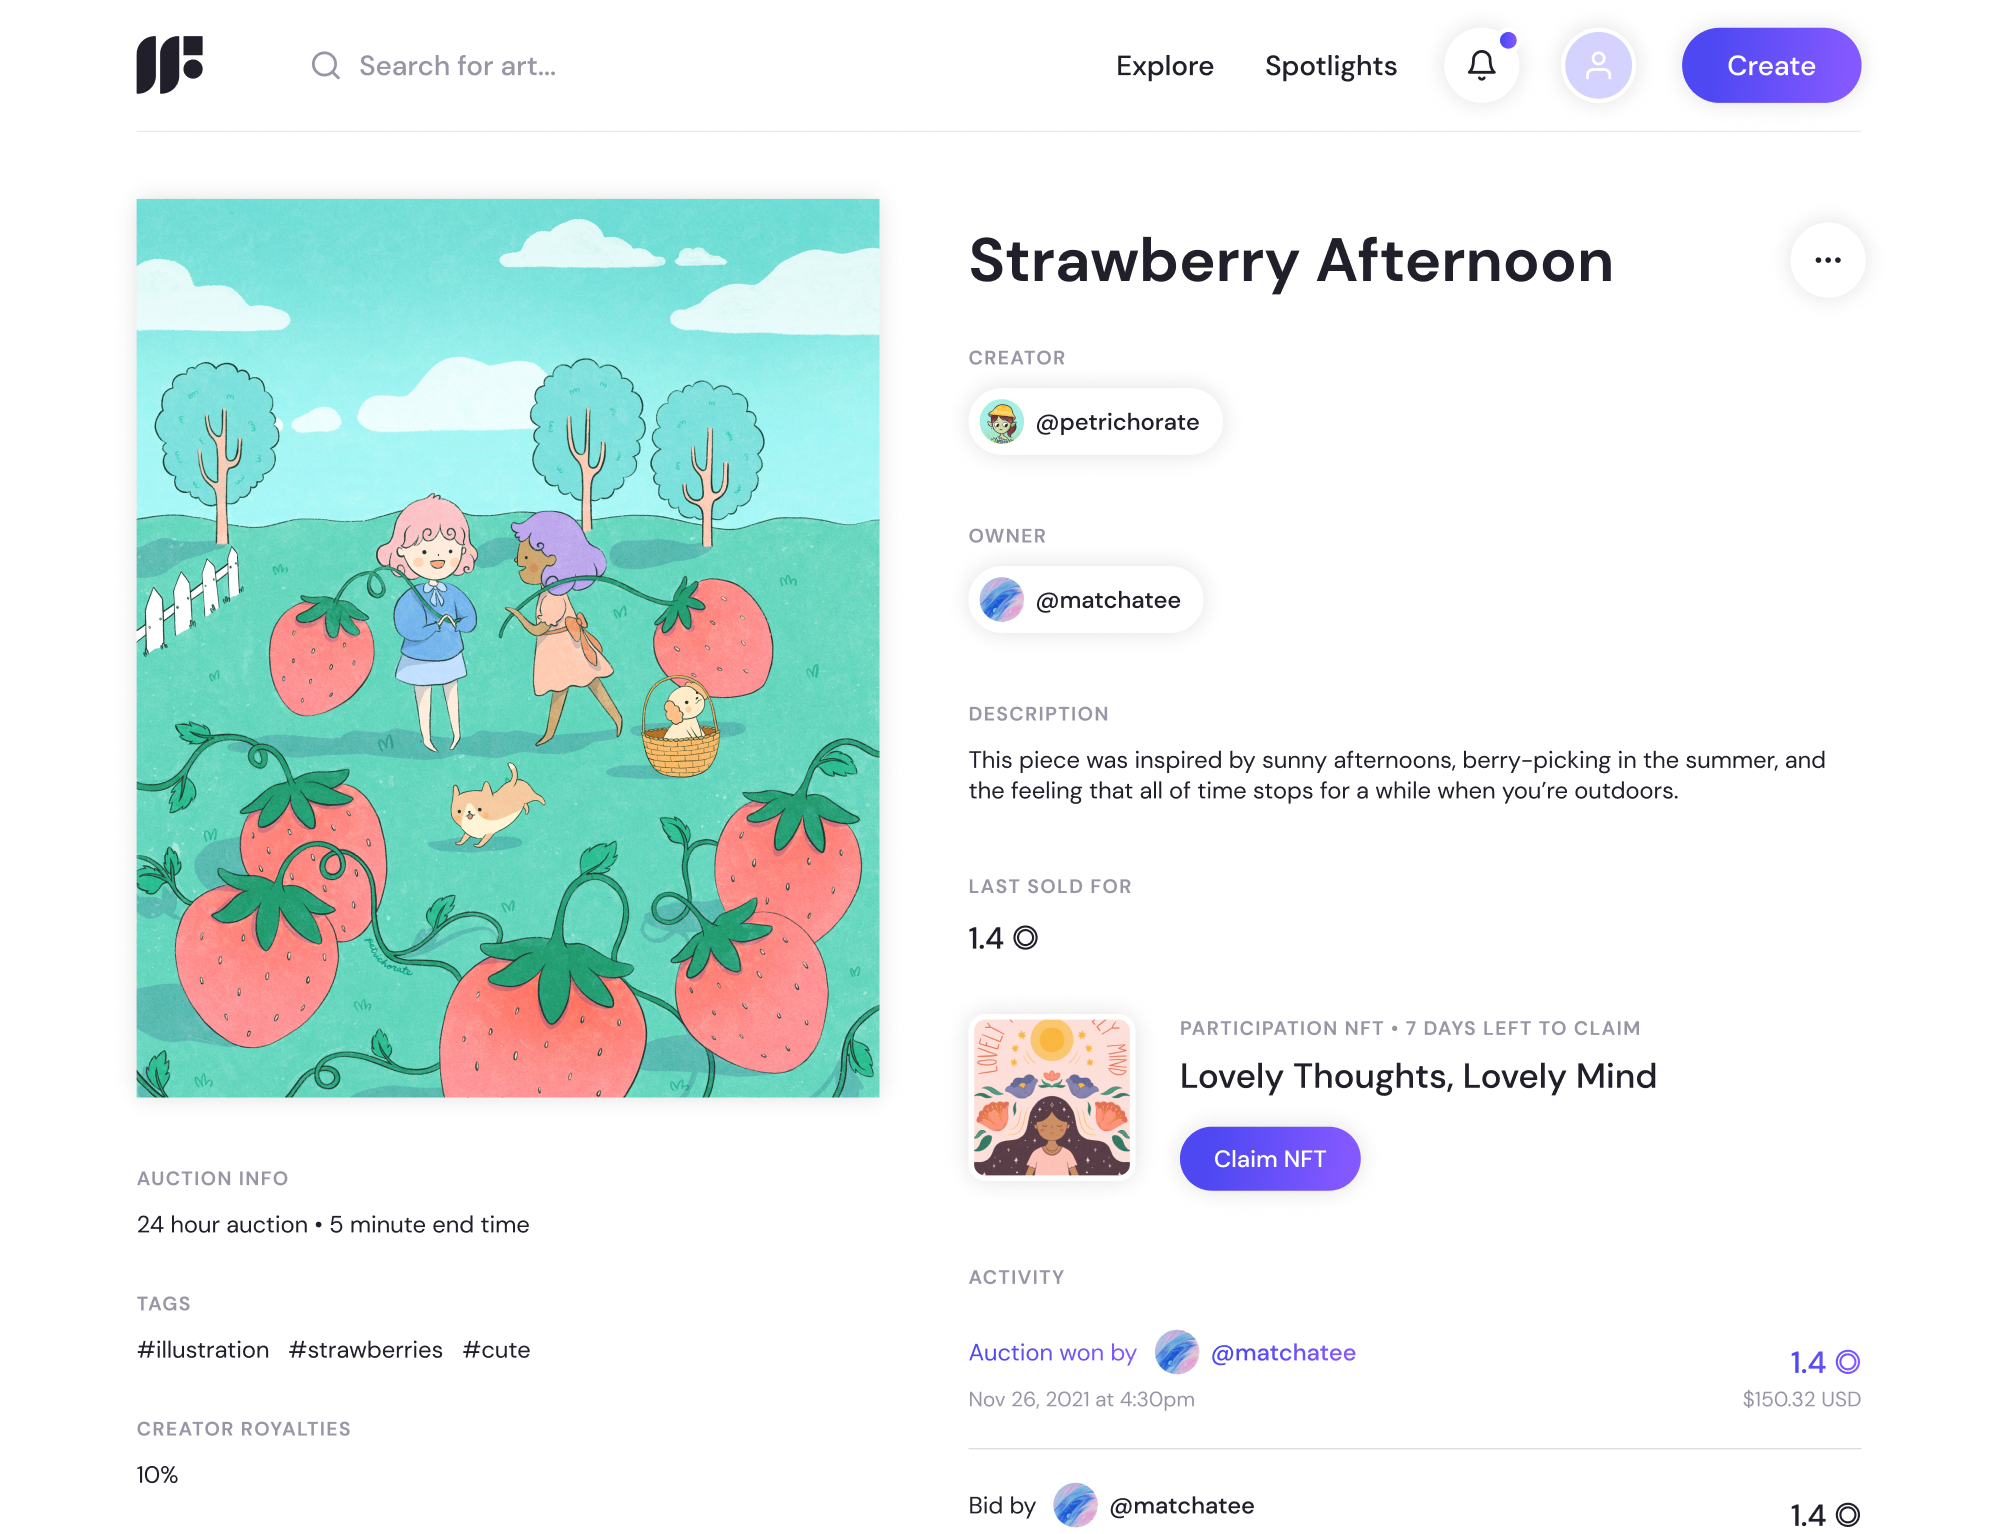 Search for art...
Explore
Spotlights
Create
petrichorate
AUCTION INFO
24 hour auction • 5 minute end time
TAGS
#illustration #strawberries #cute
CREATOR ROYALTIES
10%
Strawberry Afternoon
CREATOR
@petrichorate
OWNER
@matchatee
DESCRIPTION
This piece was inspired by sunny afternoons, berry-picking in the summer, and
the feeling that all of time stops for a while when you’re outdoors.
LAST SOLD FOR
1.4
LOVELY
MIND
PARTICIPATION NFT • 7 DAYS LEFT TO CLAIM
Lovely Thoughts, Lovely Mind
Claim NFT
ACTIVITY
Auction won by @matchatee
1.4
Nov 26, 2021 at 4:30pm
$150.32 USD
Bid by @matchatee
1.4